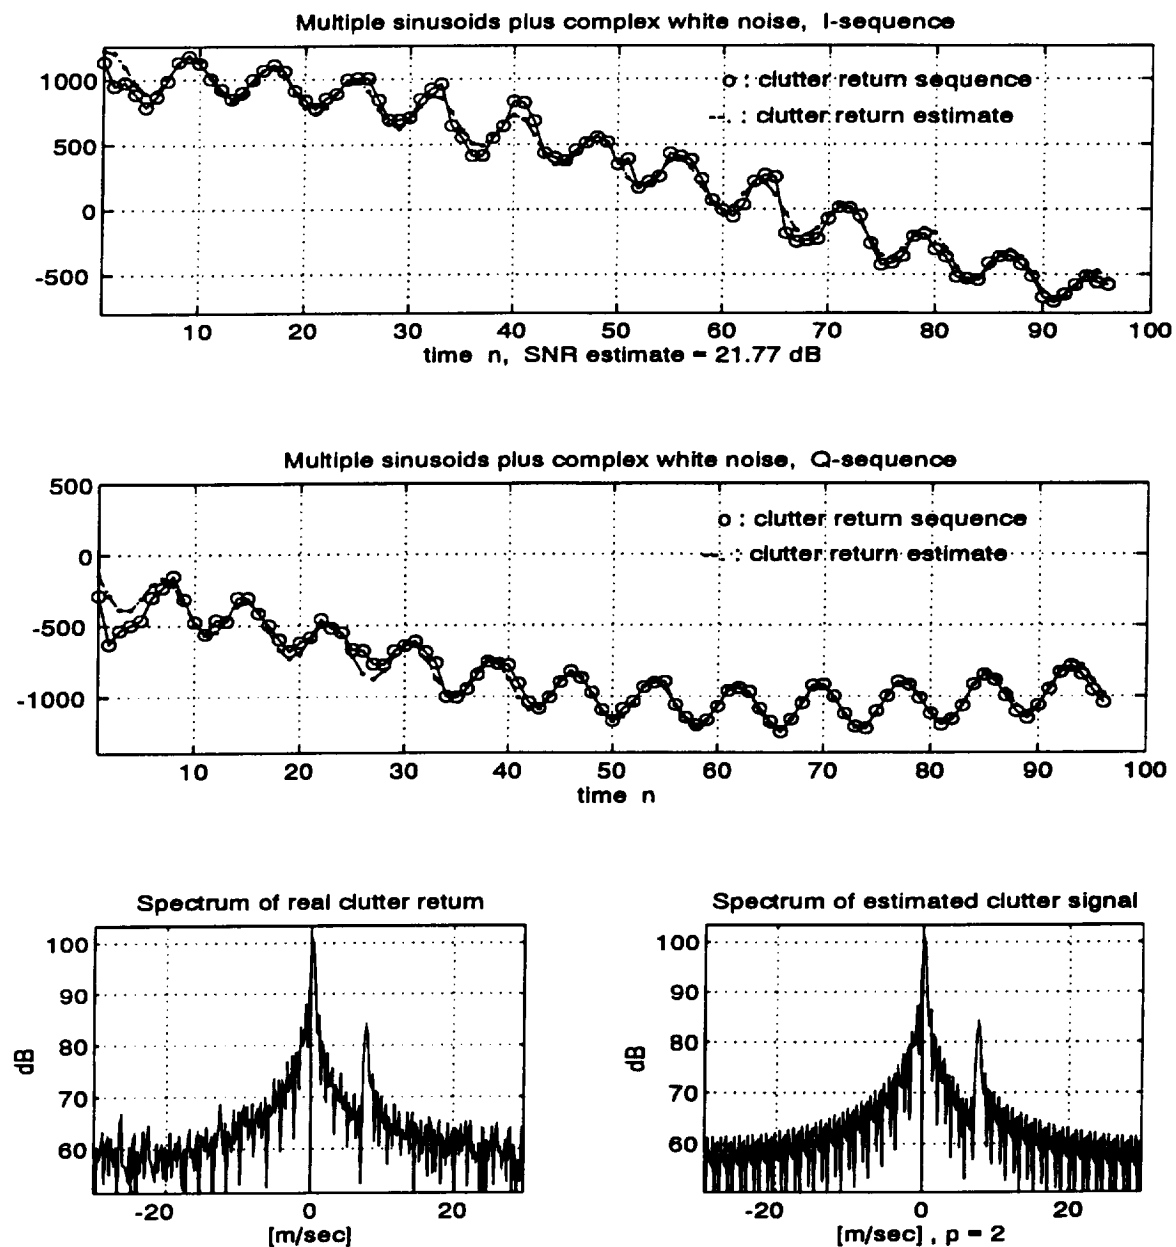 Multiple sinusoids plus complex white noise, I-sequence
1000
500
0
-500
o : clutter return sequence
--. : clutter return estimate
10 20 30 40 50 60 70 80 90 100
time n, SNR estimate = 21.77 dB
Multiple sinusoids plus complex white noise, Q-sequence
500
0
-500
-1000
o : clutter return sequence
--. : clutter return estimate
10 20 30 40 50 60 70 80 90 100
time n
Spectrum of real clutter return
100
90
80
70
60
dB
-20 0 20
[m/sec]
Spectrum of estimated clutter signal
100
90
80
70
60
dB
-20 0 20
[m/sec] , p = 2